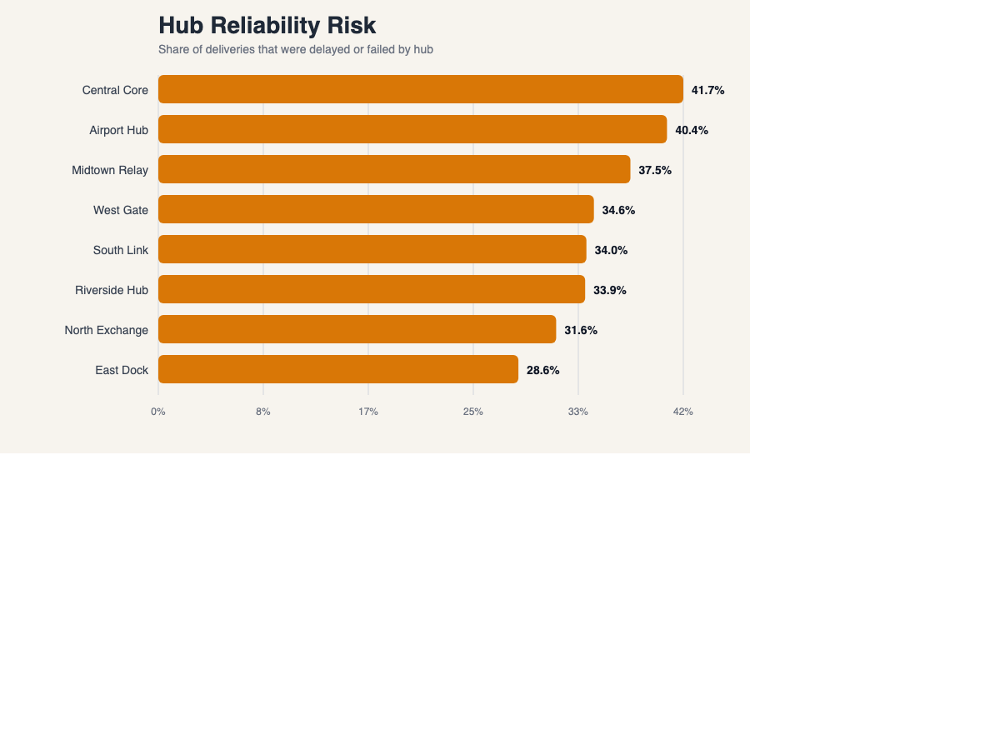 Hub Reliability Risk
Share of deliveries that were delayed or failed by hub
Central Core 41.7%
Airport Hub 40.4%
Midtown Relay 37.5%
West Gate 34.6%
South Link 34.0%
Riverside Hub 33.9%
North Exchange 31.6%
East Dock 28.6%
0% 8% 17% 25% 33% 42%